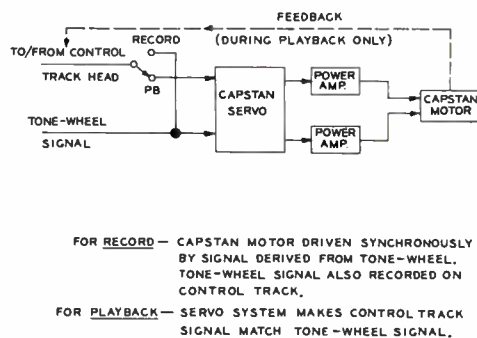 FEEDBACK
(DURING PLAYBACK ONLY)
RECORD
TO/FROM CONTROL
TRACK HEAD
PB
CAPSTAN
SERVO
POWER
AMP.
CAPSTAN
MOTOR
TONE-WHEEL
SIGNAL
POWER
AMP.
FOR RECORD — CAPSTAN MOTOR DRIVEN SYNCHRONOUSLY
BY SIGNAL DERIVED FROM TONE-WHEEL.
TONE-WHEEL SIGNAL ALSO RECORDED ON
CONTROL TRACK.
FOR PLAYBACK — SERVO SYSTEM MAKES CONTROL TRACK
SIGNAL MATCH TONE-WHEEL SIGNAL.